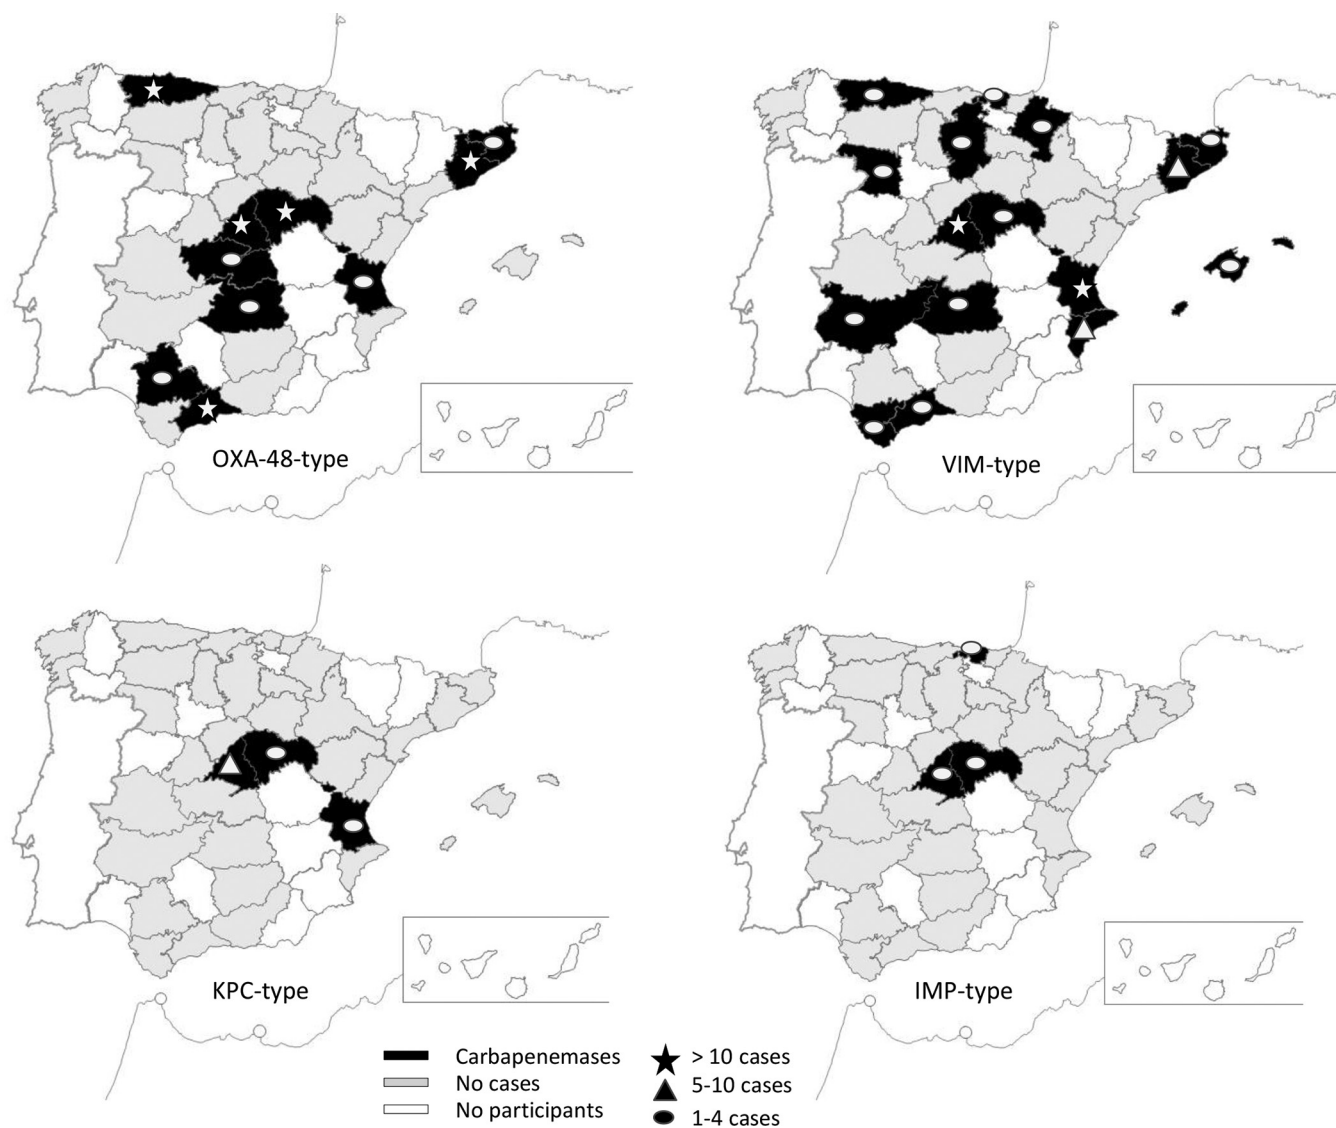 OXA-48-type
VIM-type
KPC-type
IMP-type
Carbapenemases
No cases
No participants
> 10 cases
5-10 cases
1-4 cases